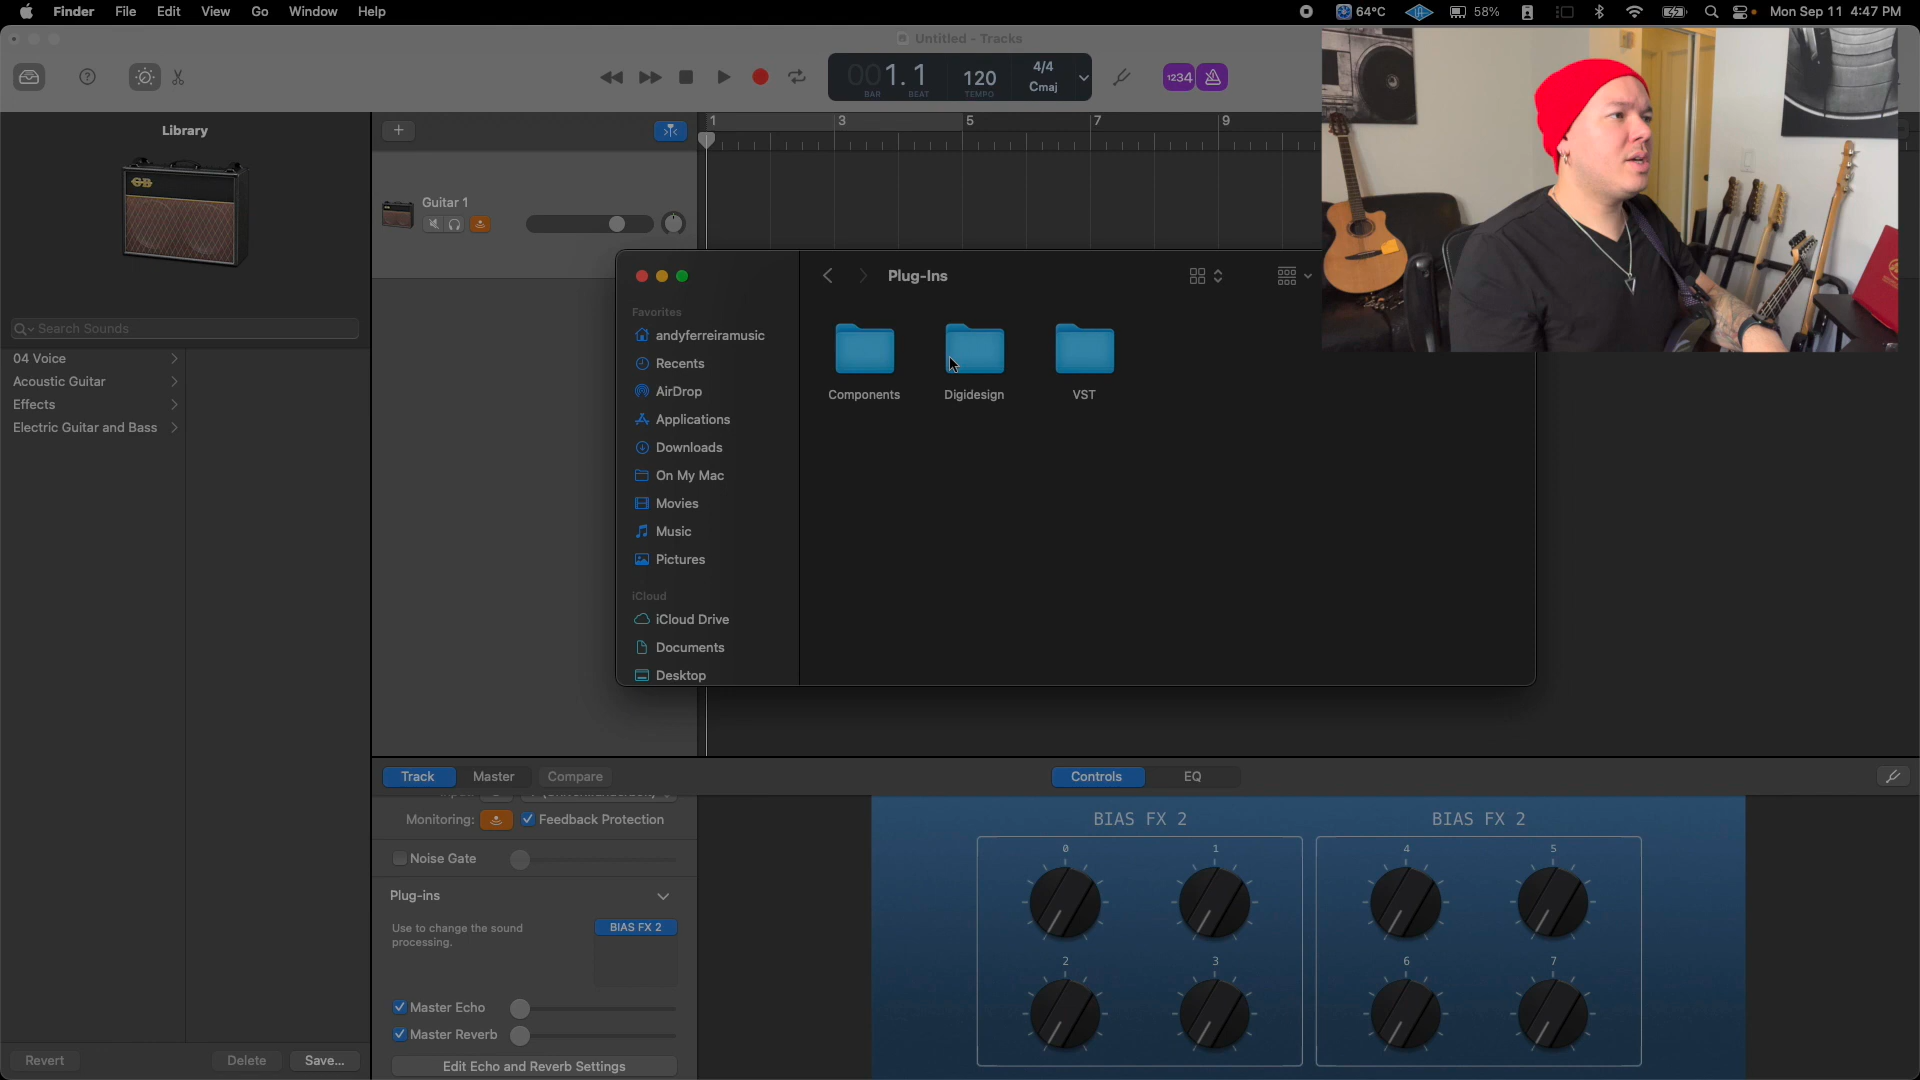 Finder File Edit View Go Window Help 64°C 58% Mon Sep 11 4:47 PM
Untitled - Tracks
001.1 120 4/4 Cmaj 1234
BAR BEAT TEMPO
Library
GB
Search Sounds
04 Voice
Acoustic Guitar
Effects
Electric Guitar and Bass
1 3 5 7 9
Guitar 1
Plug-Ins
Favorites
andyferreiramusic
Recents
AirDrop
Applications
Downloads
On My Mac
Movies
Music
Pictures
iCloud
iCloud Drive
Documents
Desktop
Components Digidesign VST
Track Master Compare Controls EQ
Monitoring: Feedback Protection
Noise Gate
Plug-ins
Use to change the sound
processing.
BIAS FX 2
Master Echo
Master Reverb
Edit Echo and Reverb Settings
Revert Delete Save...
BIAS FX 2 BIAS FX 2
0 1 4 5
2 3 6 7